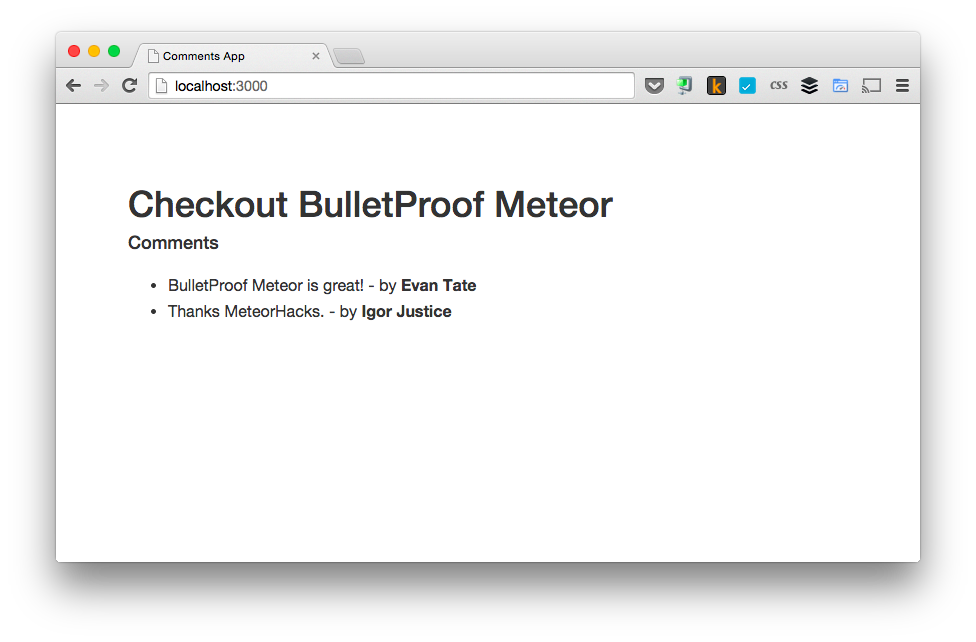 Comments App
localhost:3000
k
css
Checkout BulletProof Meteor
Comments
• BulletProof Meteor is great! - by Evan Tate
• Thanks MeteorHacks. - by Igor Justice